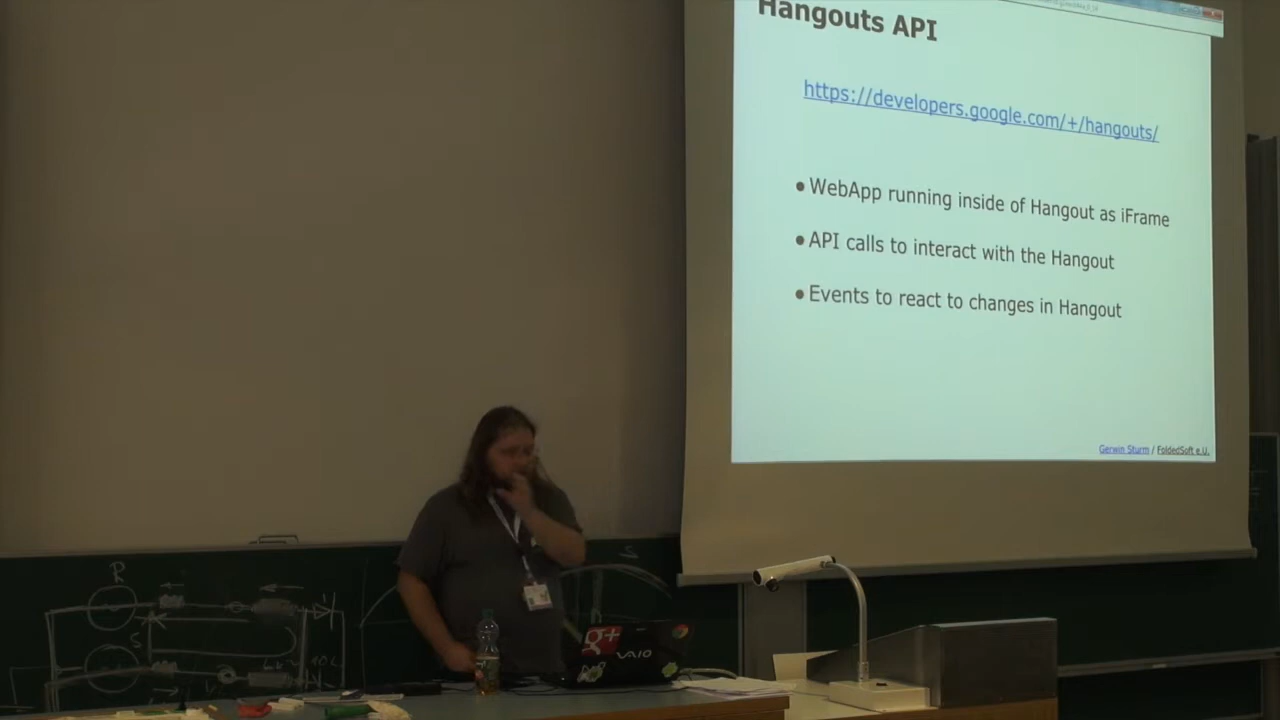 Hangouts API
https://developers.google.com/+/hangouts/
• WebApp running inside of Hangout as iFrame
• API calls to interact with the Hangout
• Events to react to changes in Hangout
Gerwin Sturm / FoldedSoft e.U.
R
S
g+
VAIO